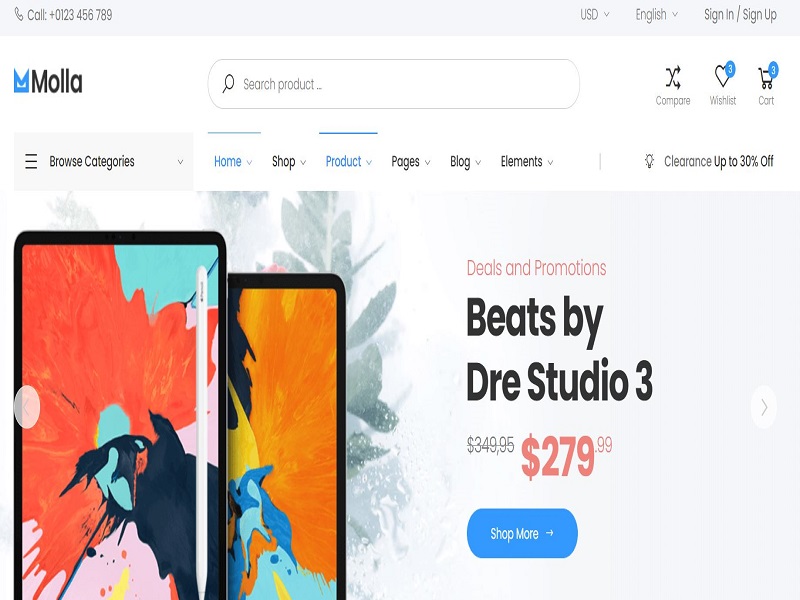 Call: +0123 456 789
USD
English
Sign In / Sign Up
Molla
Search product ...
Compare
3
Wishlist
3
Cart
Browse Categories
Home
Shop
Product
Pages
Blog
Elements
Clearance Up to 30% Off
Deals and Promotions
Beats by
Dre Studio 3
$349,95 $279.99
Shop More